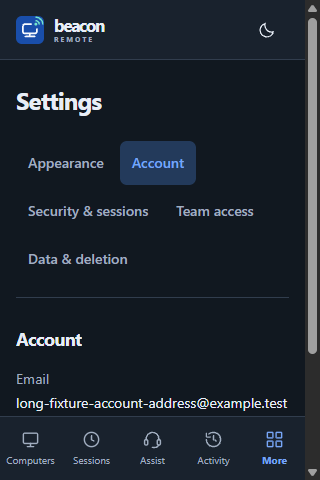 beacon
REMOTE
Settings
Appearance Account
Security & sessions Team access
Data & deletion
Account
Email
long-fixture-account-address@example.test
Computers Sessions Assist Activity More